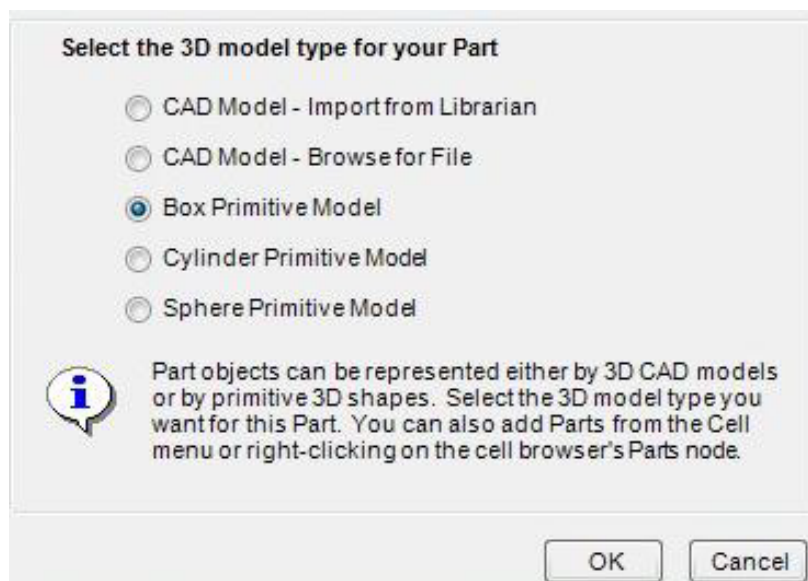 Select the 3D model type for your Part
CAD Model - Import from Librarian
CAD Model - Browse for File
Box Primitive Model
Cylinder Primitive Model
Sphere Primitive Model
Part objects can be represented either by 3D CAD models
or by primitive 3D shapes. Select the 3D model type you
want for this Part. You can also add Parts from the Cell
menu or right-clicking on the cell browser's Parts node.
OK Cancel